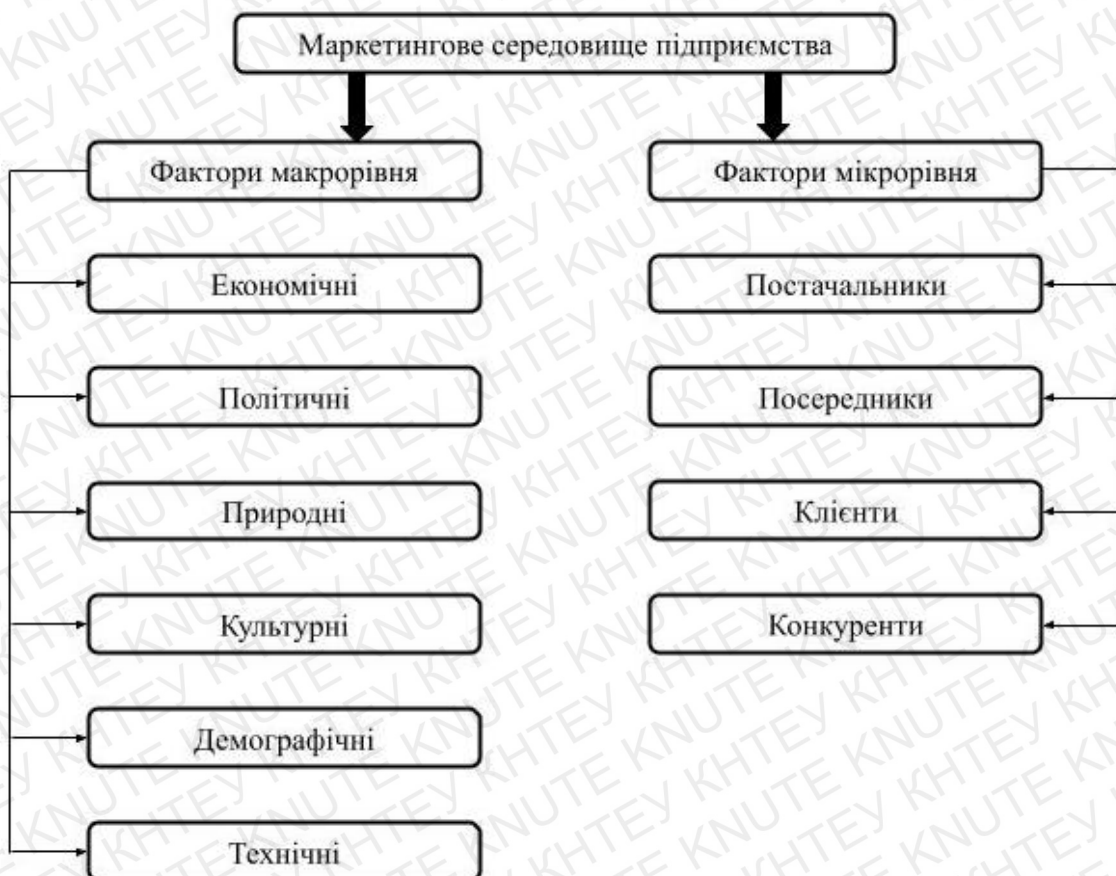 Маркетингове середовище підприємства
Фактори макрорівня
Фактори мікрорівня
Економічні
Постачальники
Політичні
Посередники
Природні
Клієнти
Культурні
Конкуренти
Демографічні
Технічні